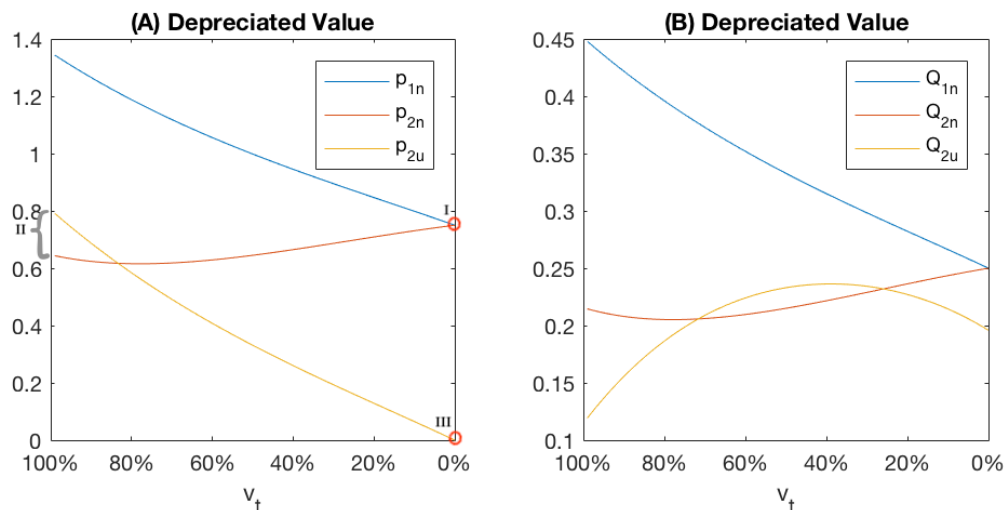 (A) Depreciated Value
1.4
1.2
1
0.8
0.6
0.4
0.2
0
100%
80%
60%
40%
20%
0%
v_t
p_1n
p_2n
p_2u
I
II
III
(B) Depreciated Value
0.45
0.4
0.35
0.3
0.25
0.2
0.15
0.1
100%
80%
60%
40%
20%
0%
v_t
Q_1n
Q_2n
Q_2u